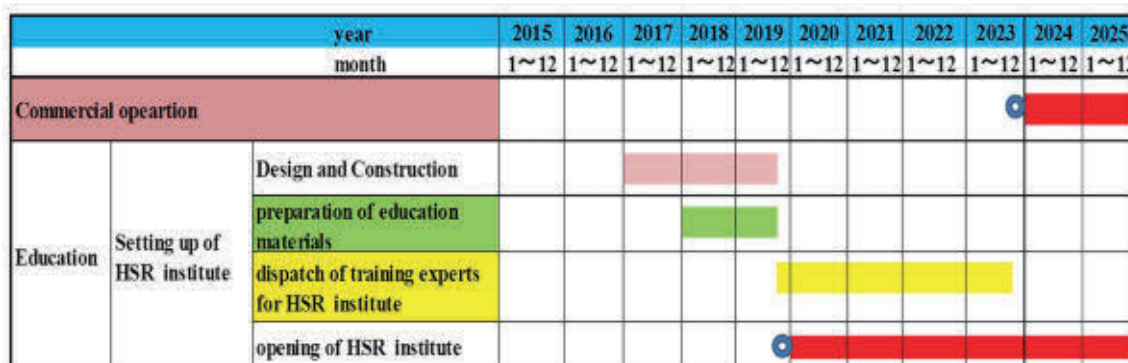 year 2015 2016 2017 2018 2019 2020 2021 2022 2023 2024 2025
month 1~12 1~12 1~12 1~12 1~12 1~12 1~12 1~12 1~12 1~12 1~12
Commercial opeartion
Education
Setting up of
HSR institute
Design and Construction
preparation of education
materials
dispatch of training experts
for HSR institute
opening of HSR institute